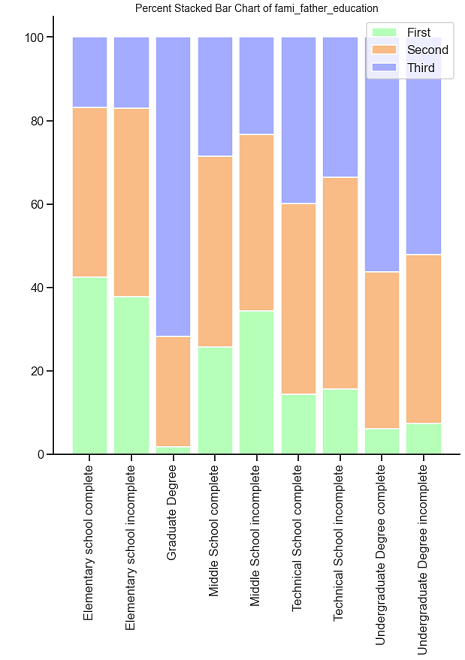 Percent Stacked Bar Chart of fami_father_education
First
Second
Third
100
80
60
40
20
0
Elementary school complete
Elementary school incomplete
Graduate Degree
Middle School complete
Middle School incomplete
Technical School complete
Technical School incomplete
Undergraduate Degree complete
Undergraduate Degree incomplete